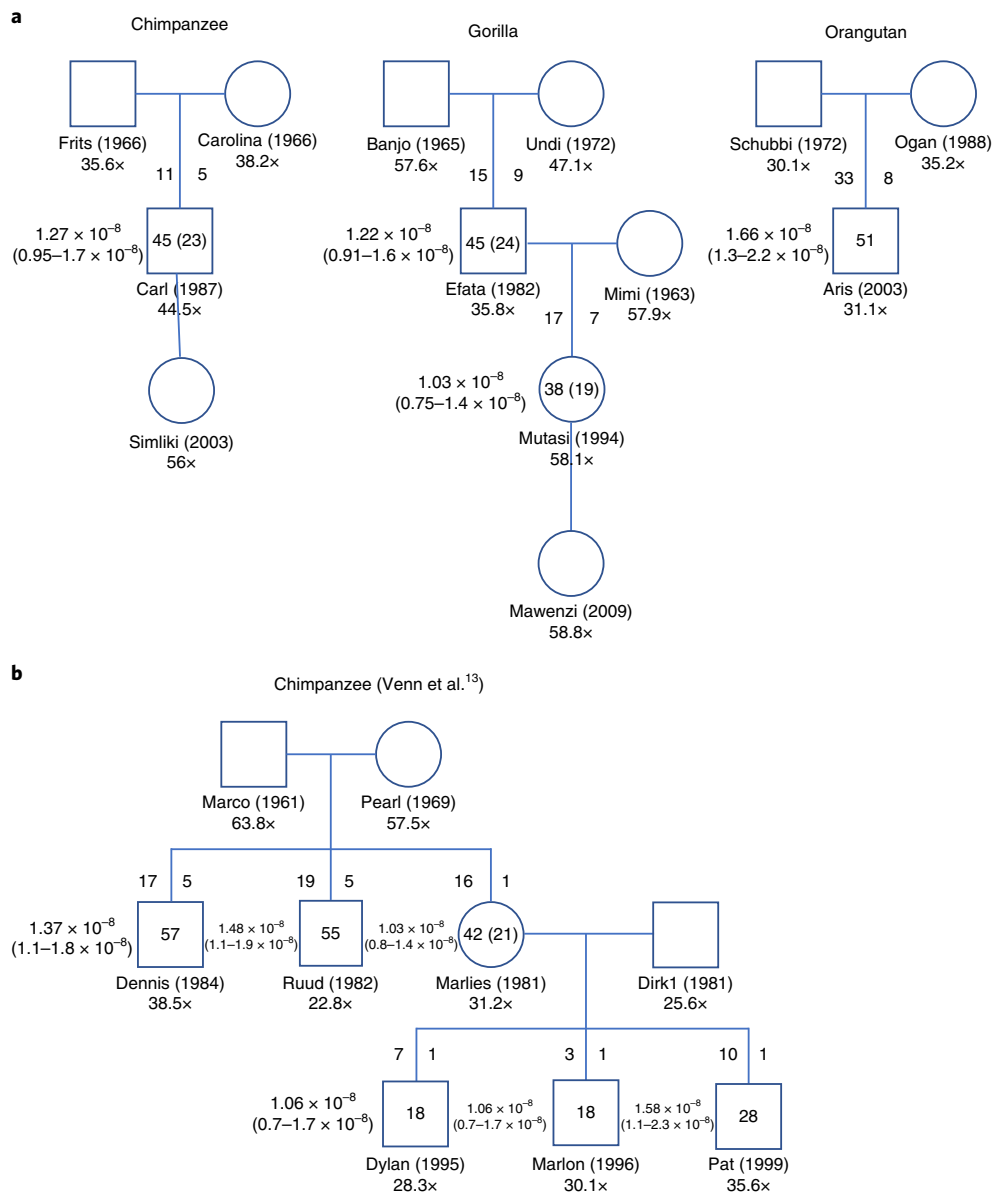 a
Chimpanzee
Gorilla
Orangutan
Frits (1966)
35.6×
Carolina (1966)
38.2×
Banjo (1965)
57.6×
Undi (1972)
47.1×
Schubbi (1972)
30.1×
Ogan (1988)
35.2×
11 5
15 9
33 8
1.27 × 10⁻⁸
(0.95–1.7 × 10⁻⁸)
45 (23)
Carl (1987)
44.5×
1.22 × 10⁻⁸
(0.91–1.6 × 10⁻⁸)
45 (24)
Efata (1982)
35.8×
Mimi (1963)
57.9×
1.66 × 10⁻⁸
(1.3–2.2 × 10⁻⁸)
51
Aris (2003)
31.1×
17 7
Simliki (2003)
56×
1.03 × 10⁻⁸
(0.75–1.4 × 10⁻⁸)
38 (19)
Mutasi (1994)
58.1×
Mawenzi (2009)
58.8×
b
Chimpanzee (Venn et al.¹³)
Marco (1961)
63.8×
Pearl (1969)
57.5×
17 5
19 5
16 1
1.37 × 10⁻⁸
(1.1–1.8 × 10⁻⁸)
57
Dennis (1984)
38.5×
1.48 × 10⁻⁸
(1.1–1.9 × 10⁻⁸)
55
Ruud (1982)
22.8×
1.03 × 10⁻⁸
(0.8–1.4 × 10⁻⁸)
42 (21)
Marlies (1981)
31.2×
Dirk1 (1981)
25.6×
7 1
3 1
10 1
1.06 × 10⁻⁸
(0.7–1.7 × 10⁻⁸)
18
Dylan (1995)
28.3×
1.06 × 10⁻⁸
(0.7–1.7 × 10⁻⁸)
18
Marlon (1996)
30.1×
1.58 × 10⁻⁸
(1.1–2.3 × 10⁻⁸)
28
Pat (1999)
35.6×